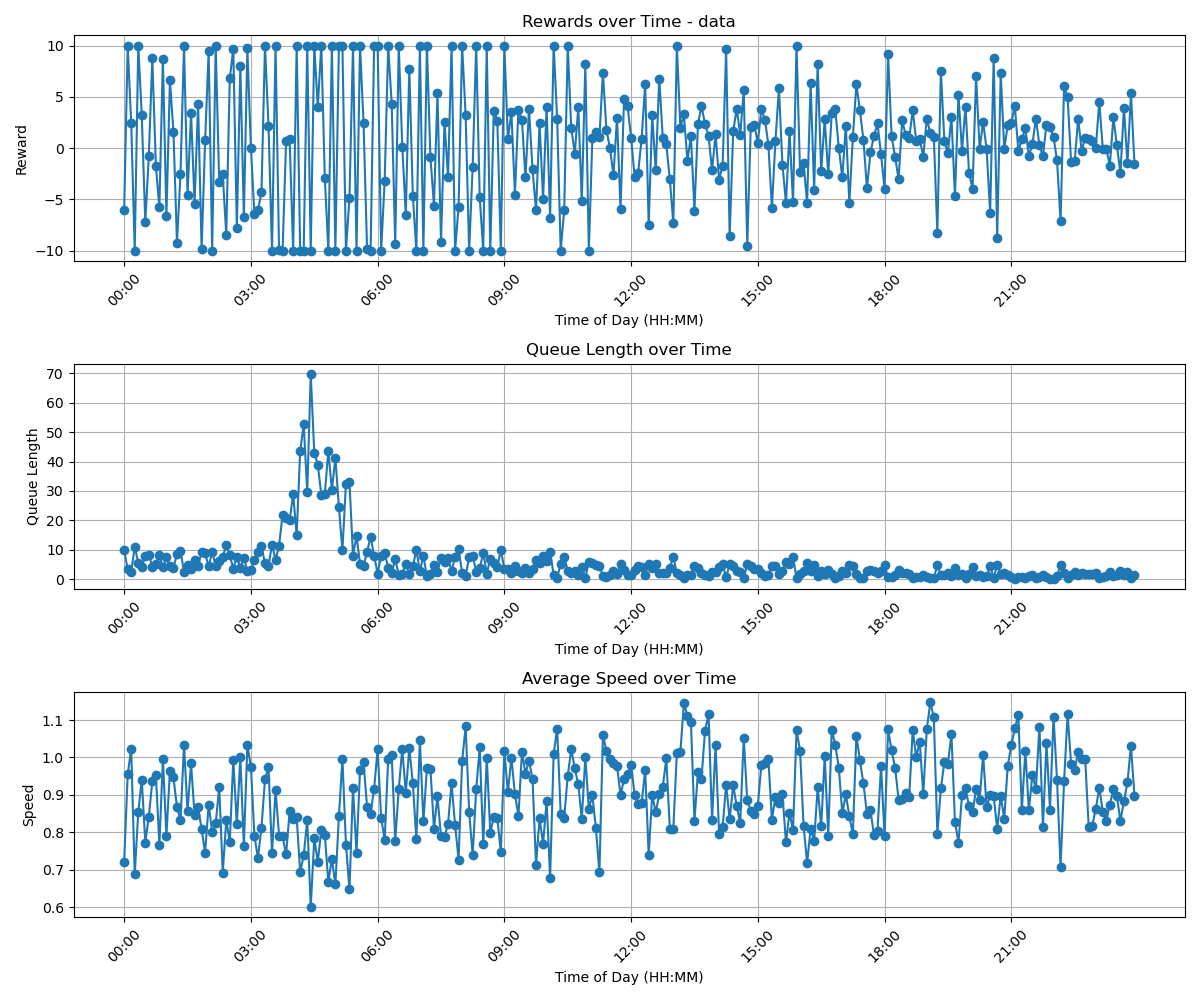 Rewards over Time - data
Reward
10
5
0
−5
−10
00:00 03:00 06:00 09:00 12:00 15:00 18:00 21:00
Time of Day (HH:MM)
Queue Length over Time
Queue Length
70
60
50
40
30
20
10
0
00:00 03:00 06:00 09:00 12:00 15:00 18:00 21:00
Time of Day (HH:MM)
Average Speed over Time
Speed
1.1
1.0
0.9
0.8
0.7
0.6
00:00 03:00 06:00 09:00 12:00 15:00 18:00 21:00
Time of Day (HH:MM)